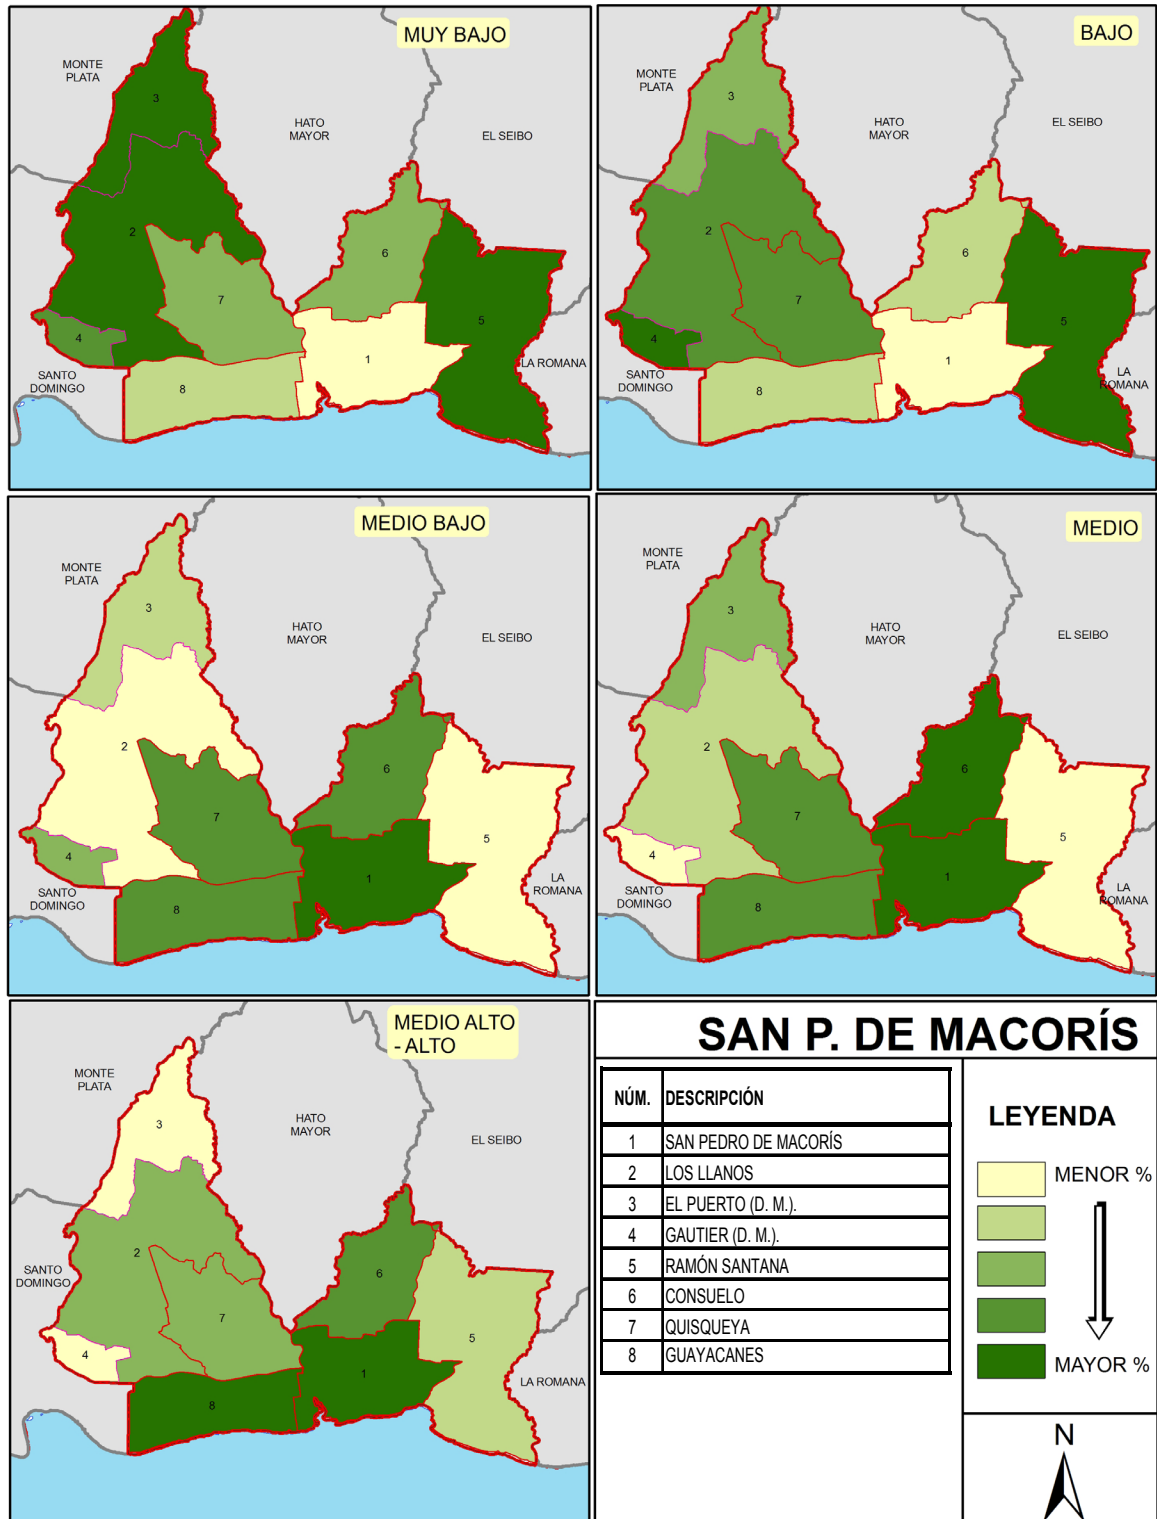 MUY BAJO
MONTE
PLATA
3
HATO
MAYOR
EL SEIBO
2
6
7
5
4
1
LA ROMANA
SANTO
DOMINGO
8
BAJO
MONTE
PLATA
3
HATO
MAYOR
EL SEIBO
2
6
7
5
4
1
SANTO
DOMINGO
LA
ROMANA
8
MEDIO BAJO
MONTE
PLATA
3
HATO
MAYOR
EL SEIBO
2
6
7
5
4
1
SANTO
DOMINGO
LA
ROMANA
8
MEDIO
MONTE
PLATA
3
HATO
MAYOR
EL SEIBO
2
6
7
5
4
1
SANTO
DOMINGO
LA
ROMANA
8
MEDIO ALTO
- ALTO
MONTE
PLATA
3
HATO
MAYOR
EL SEIBO
2
6
SANTO
DOMINGO
7
5
4
1
LA ROMANA
8
SAN P. DE MACORÍS
NÚM. DESCRIPCIÓN
1 SAN PEDRO DE MACORÍS
2 LOS LLANOS
3 EL PUERTO (D. M.).
4 GAUTIER (D. M.).
5 RAMÓN SANTANA
6 CONSUELO
7 QUISQUEYA
8 GUAYACANES
LEYENDA
MENOR %
MAYOR %
N